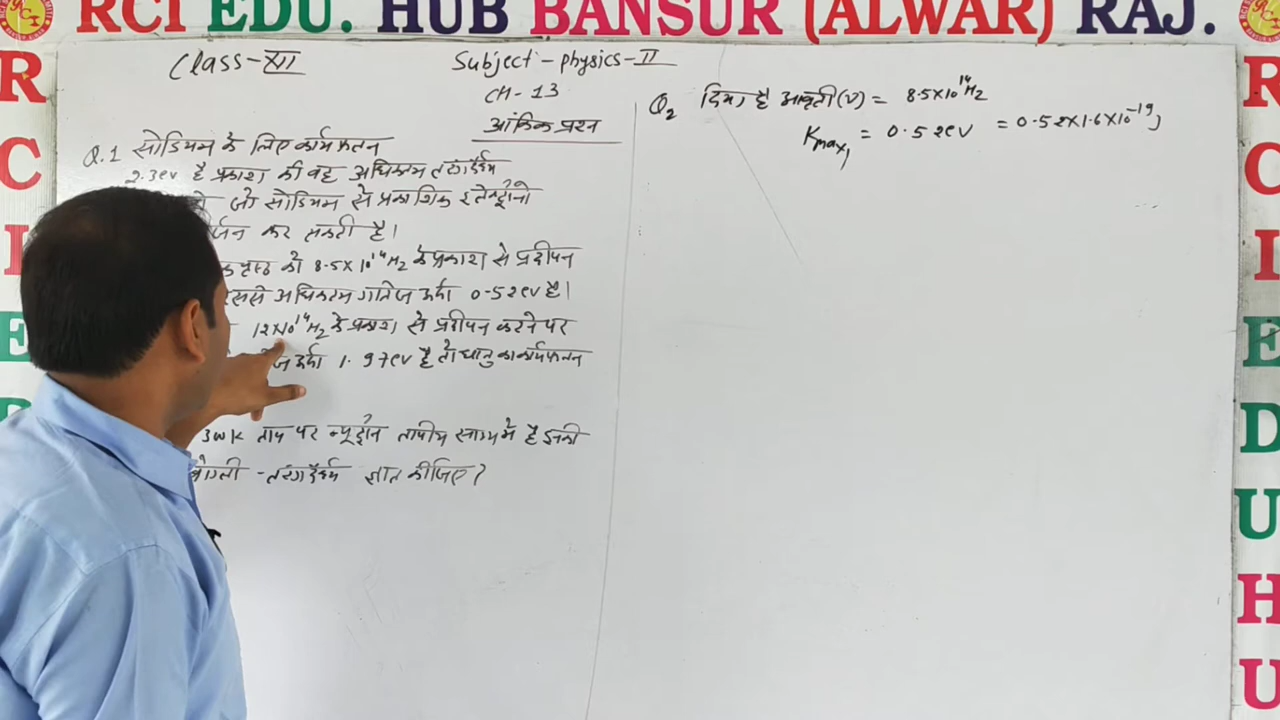 RCI EDU. HUB BANSUR (ALWAR) RAJ.
Class-XII
Subject - physics-II
CH-13
आंकिक प्रश्न
Q.1 सोडियम के लिए कार्यफलन
2.3ev है प्रकाश की वह अधिकतम तरंगदैर्ध्य
जो सोडियम से प्रकाशिक इलेक्ट्रोनो
कर सकती है।
को 8.5×10¹⁴Hz के प्रकाश से प्रदीपन
अधिकतम गतिज ऊर्जा 0.52ev है।
12×10¹⁴Hz के प्रकाश से प्रदीपन करने पर
ऊर्जा 1.97ev है तो धातु का कार्यफलन
ताप पर न्यूट्रोन तापीय साम्य में है इनकी
तरंगदैर्ध्य ज्ञात कीजिए?
Q₂ दिया है आवृती (ν) = 8.5×10¹⁴Hz
Kmax₁ = 0.52ev = 0.52×1.6×10⁻¹⁹J
R
C
I
E
D
R
C
I
E
D
U
H
U